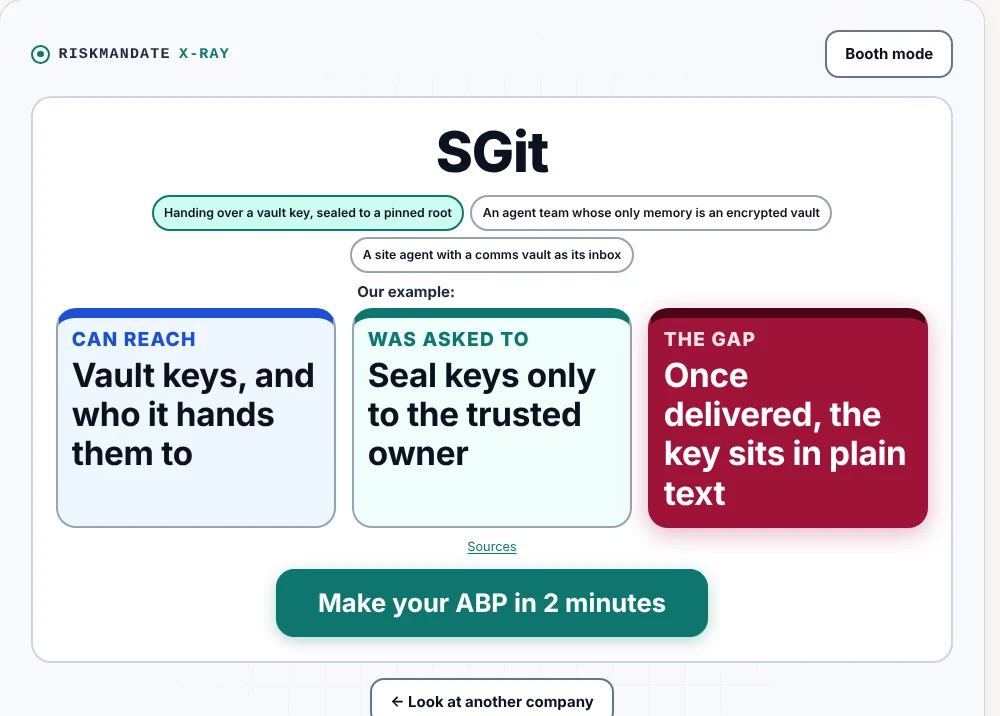 RISKMANDATE X-RAY
Booth mode
SGit
Handing over a vault key, sealed to a pinned root
An agent team whose only memory is an encrypted vault
A site agent with a comms vault as its inbox
Our example:
CAN REACH
Vault keys, and
who it hands
them to
WAS ASKED TO
Seal keys only
to the trusted
owner
THE GAP
Once
delivered, the
key sits in plain
text
Sources
Make your ABP in 2 minutes
← Look at another company